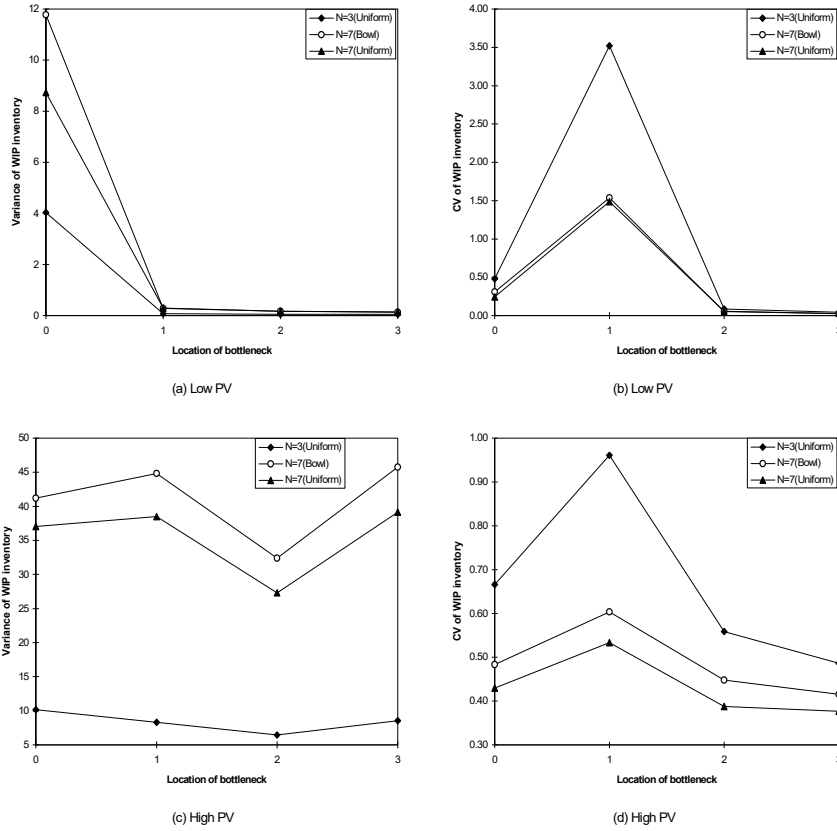 12
10
8
6
4
2
0
Variance of WIP inventory
N=3(Uniform)
N=7(Bowl)
N=7(Uniform)
0 1 2 3
Location of bottleneck
(a) Low PV
4.00
3.50
3.00
2.50
2.00
1.50
1.00
0.50
0.00
CV of WIP inventory
N=3(Uniform)
N=7(Bowl)
N=7(Uniform)
0 1 2 3
Location of bottleneck
(b) Low PV
50
45
40
35
30
25
20
15
10
5
Variance of WIP inventory
N=3(Uniform)
N=7(Bowl)
N=7(Uniform)
0 1 2 3
Location of bottleneck
(c) High PV
1.00
0.90
0.80
0.70
0.60
0.50
0.40
0.30
CV of WIP inventory
N=3(Uniform)
N=7(Bowl)
N=7(Uniform)
0 1 2 3
Location of bottleneck
(d) High PV